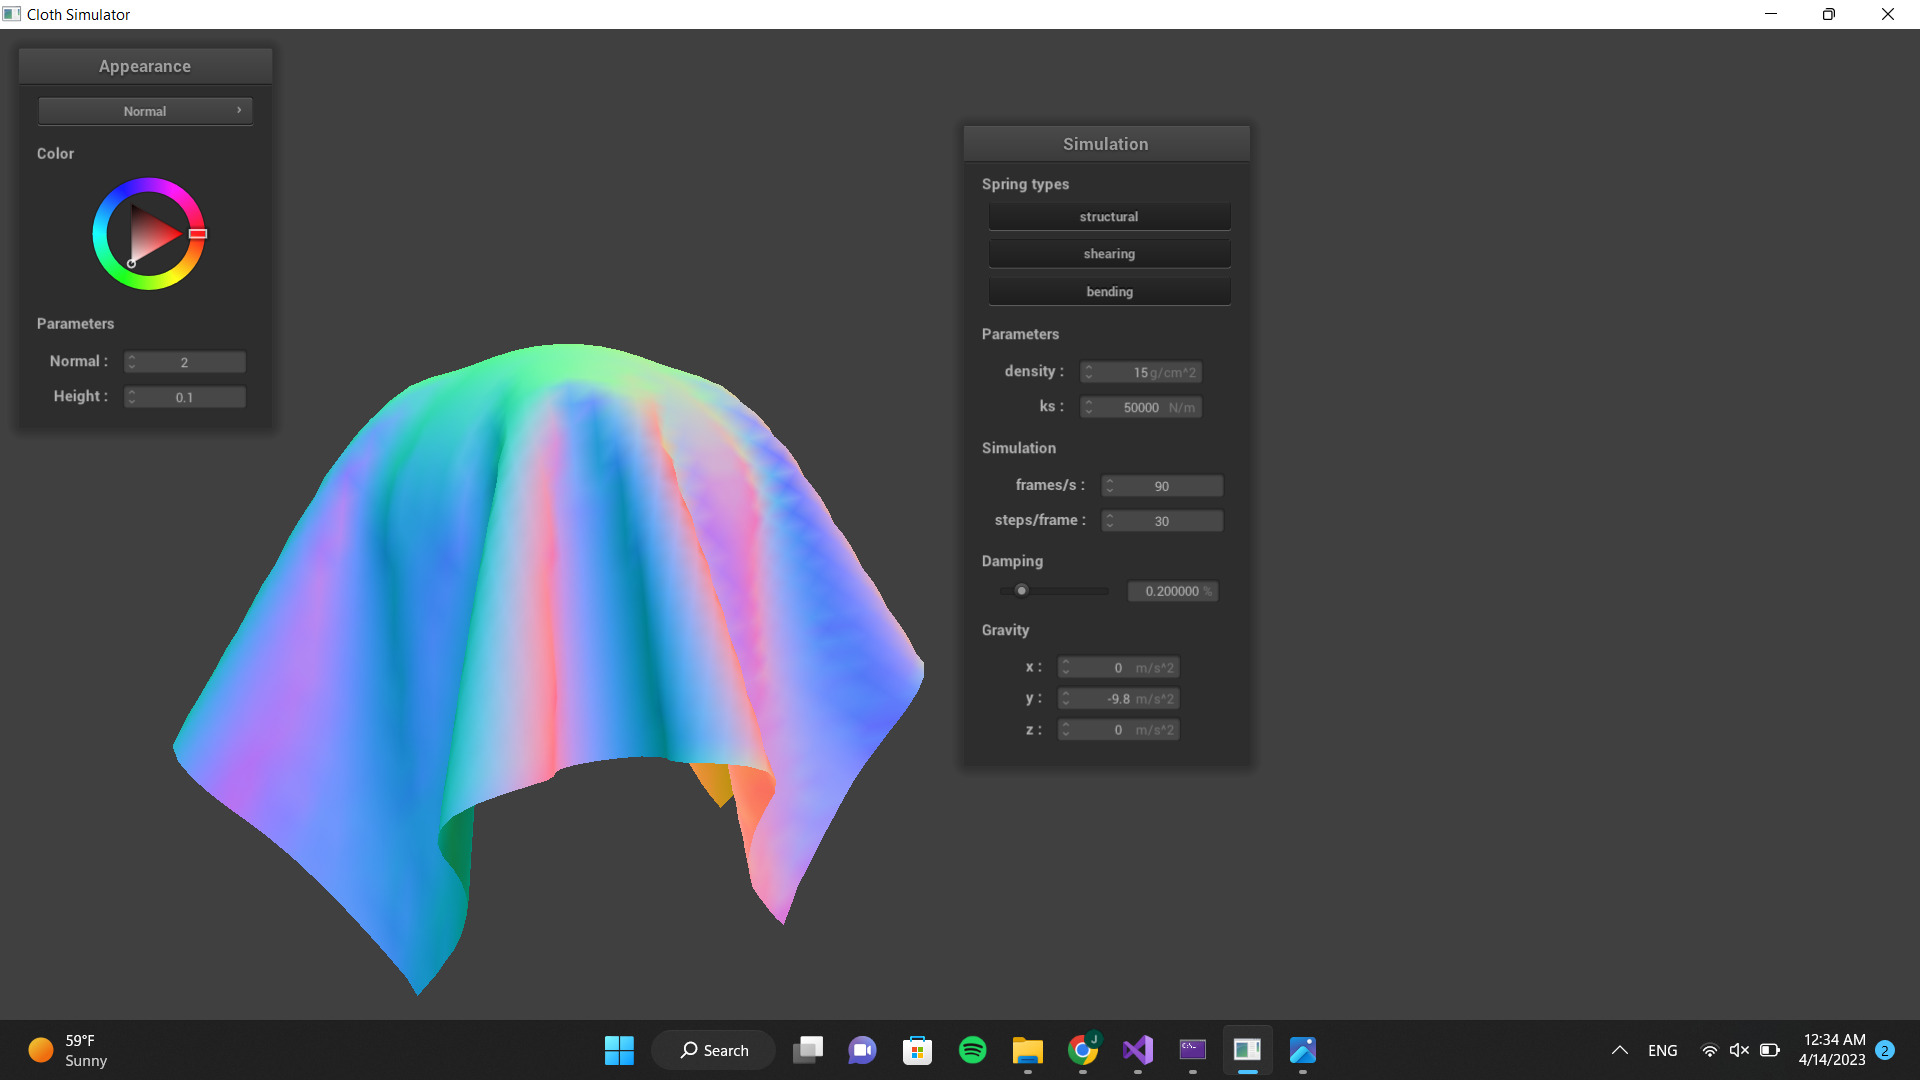 Cloth Simulator
Appearance
Normal
Color
Parameters
Normal : 2
Height : 0.1
Simulation
Spring types
structural
shearing
bending
Parameters
density : 15 g/cm^2
ks : 50000 N/m
Simulation
frames/s : 90
steps/frame : 30
Damping
0.200000 %
Gravity
x : 0 m/s^2
y : -9.8 m/s^2
z : 0 m/s^2
59°F
Sunny
Search
J
C:\_
ENG
12:34 AM
4/14/2023
2